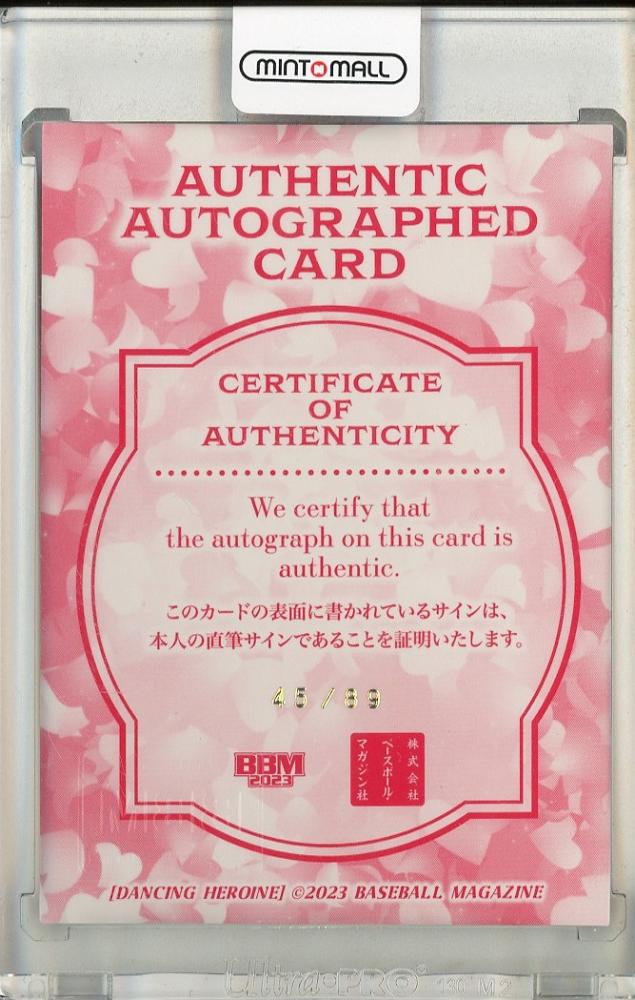 MINT MALL
AUTHENTIC
AUTOGRAPHED
CARD
CERTIFICATE
OF
AUTHENTICITY
We certify that
the autograph on this card is
authentic.
このカードの表面に書かれているサインは、
本人の直筆サインであることを証明いたします。
45/89
BBM
2023
株式会社
ベースボール・
マガジン社
[DANCING HEROINE] ©2023 BASEBALL MAGAZINE
Ultra•PRO®